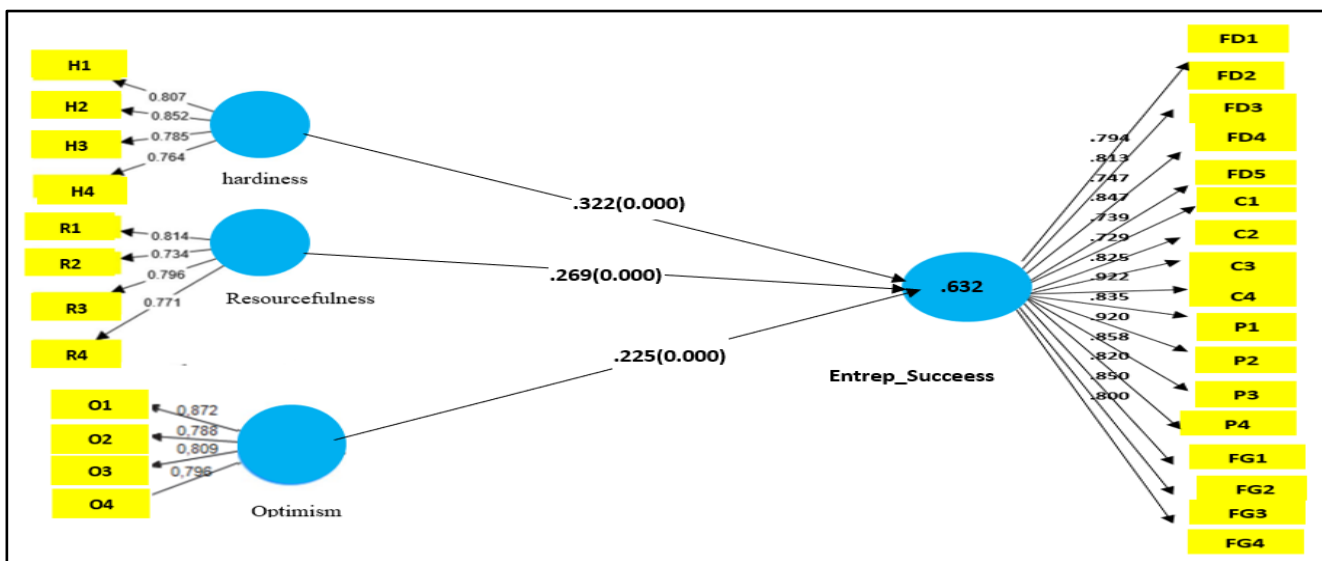 H1
H2
H3
H4
0.807
0.852
0.785
0.764
hardiness
R1
R2
R3
R4
0.814
0.734
0.796
0.771
Resourcefulness
O1
O2
O3
O4
0,872
0,788
0,809
0,796
Optimism
.322(0.000)
.269(0.000)
.225(0.000)
.632
Entrep_Succeess
.794
.813
.747
.847
.739
.729
.825
.922
.835
.920
.858
.820
.850
.800
FD1
FD2
FD3
FD4
FD5
C1
C2
C3
C4
P1
P2
P3
P4
FG1
FG2
FG3
FG4